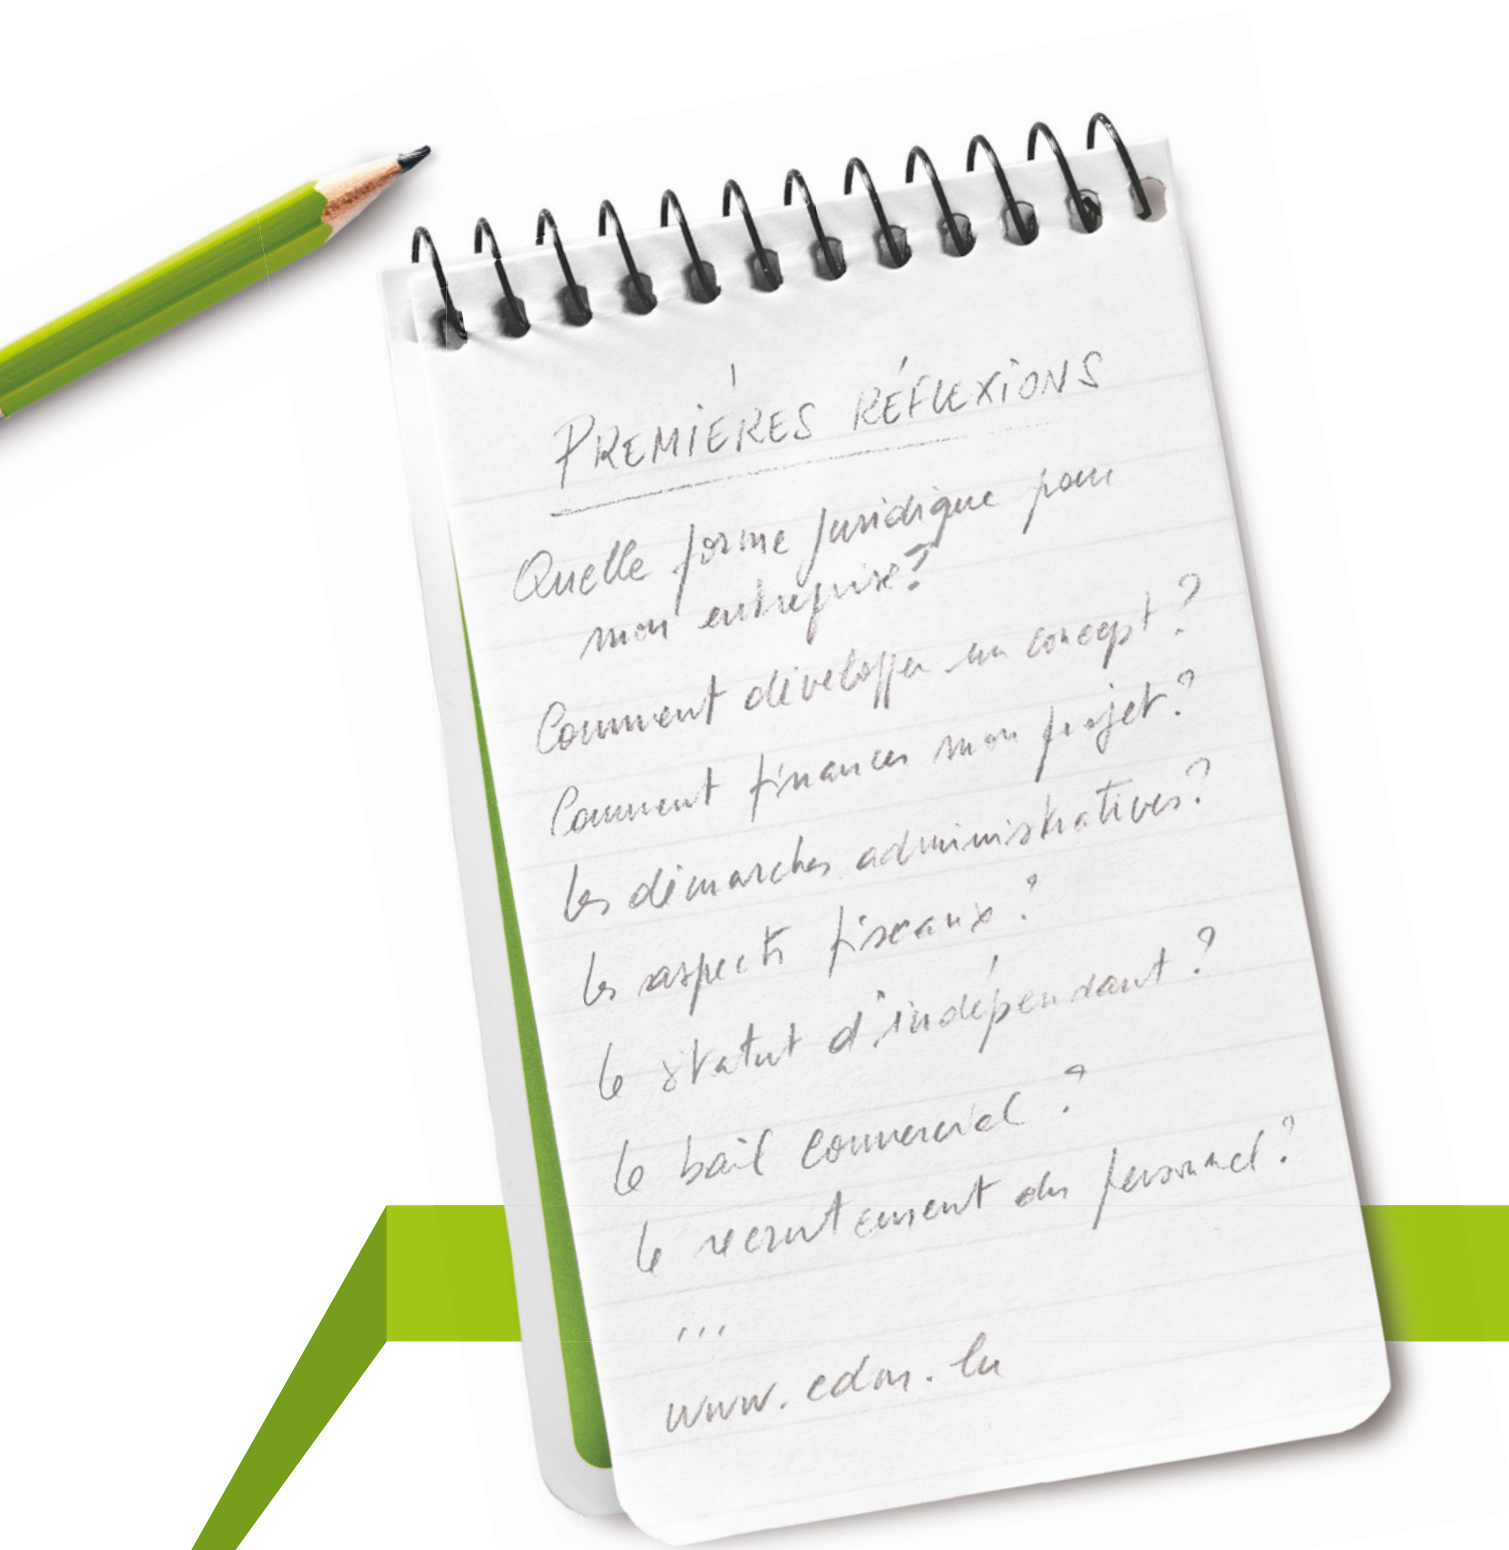 PREMIÈRES RÉFLEXIONS
Quelle forme juridique pour
mon entreprise?
Comment développer un concept?
Comment financer mon projet?
Les démarches administratives?
Les aspects fiscaux?
Le statut d'indépendant?
Le bail commercial?
Le recrutement du personnel?
...
www.cdm.lu